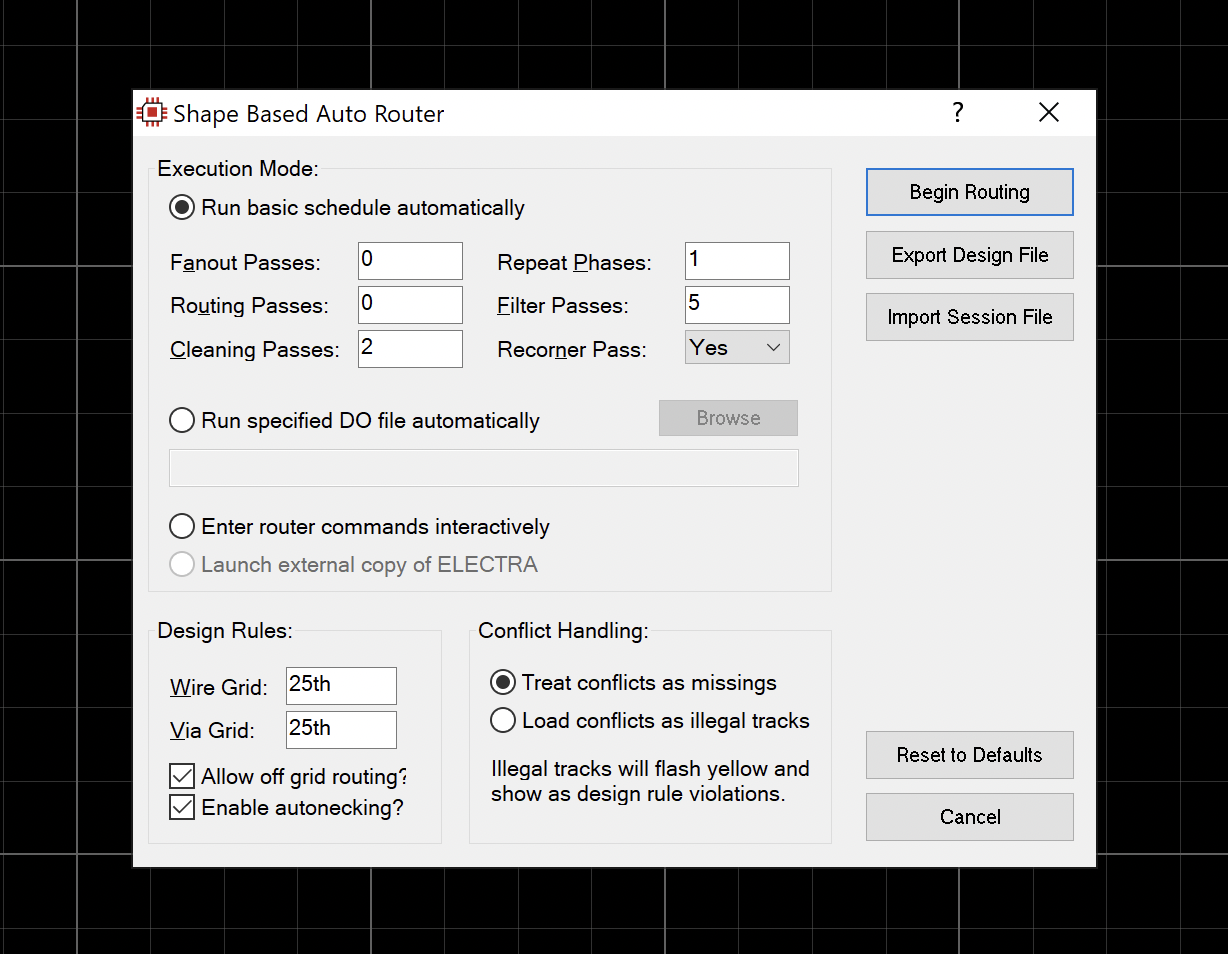 Shape Based Auto Router ?
Execution Mode:
Run basic schedule automatically
Fanout Passes: 0 Repeat Phases: 1
Routing Passes: 0 Filter Passes: 5
Cleaning Passes: 2 Recorner Pass: Yes
Run specified DO file automatically Browse
Enter router commands interactively
Launch external copy of ELECTRA
Begin Routing
Export Design File
Import Session File
Design Rules:
Wire Grid: 25th
Via Grid: 25th
Allow off grid routing?
Enable autonecking?
Conflict Handling:
Treat conflicts as missings
Load conflicts as illegal tracks
Illegal tracks will flash yellow and
show as design rule violations.
Reset to Defaults
Cancel